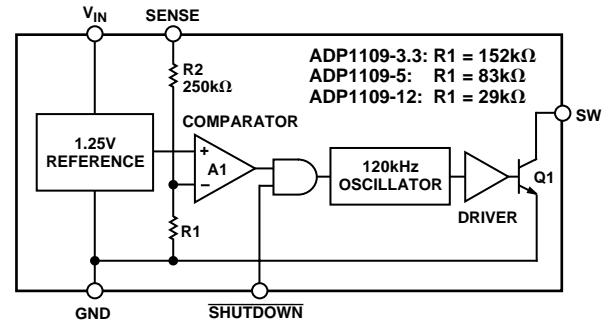 VIN
SENSE
R2
250kΩ
ADP1109-3.3: R1 = 152kΩ
ADP1109-5: R1 = 83kΩ
ADP1109-12: R1 = 29kΩ
SW
COMPARATOR
1.25V
REFERENCE
+
A1
−
120kHz
OSCILLATOR
Q1
DRIVER
R1
GND
SHUTDOWN